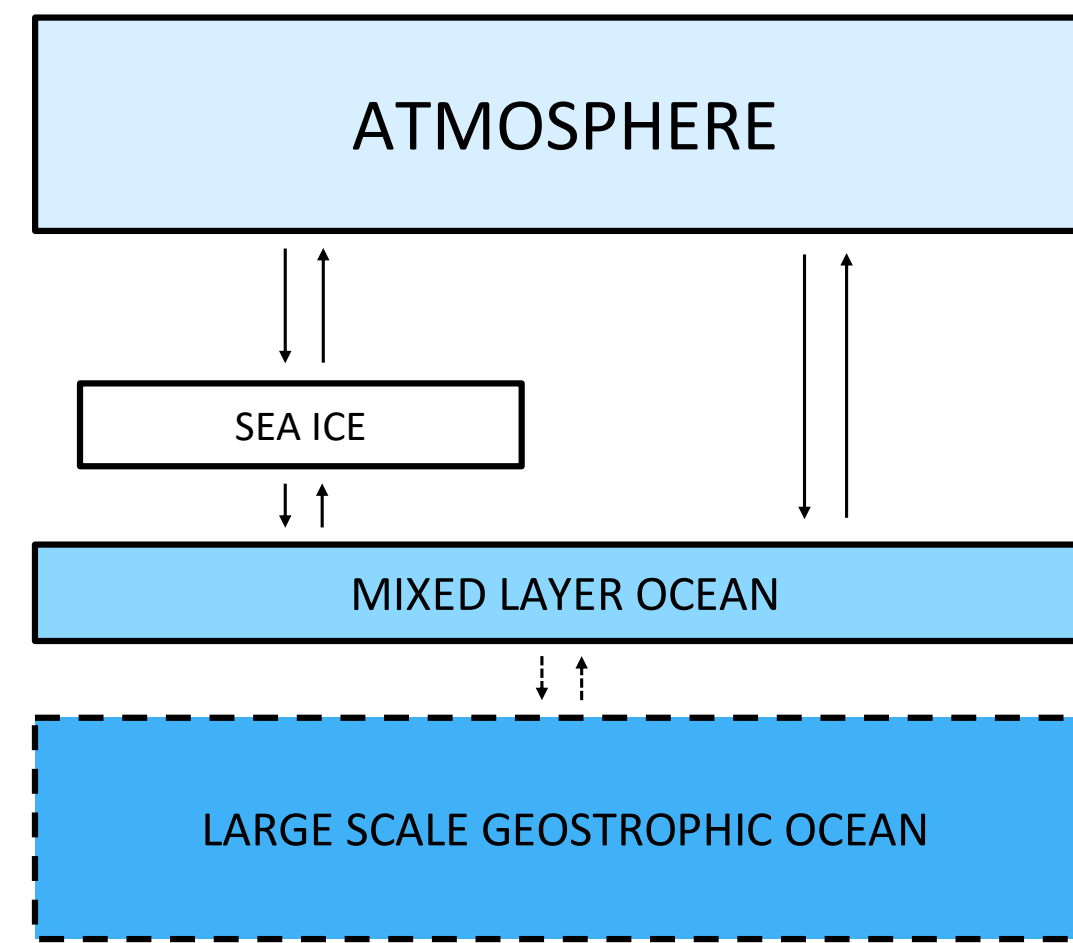 ATMOSPHERE
SEA ICE
MIXED LAYER OCEAN
LARGE SCALE GEOSTROPHIC OCEAN